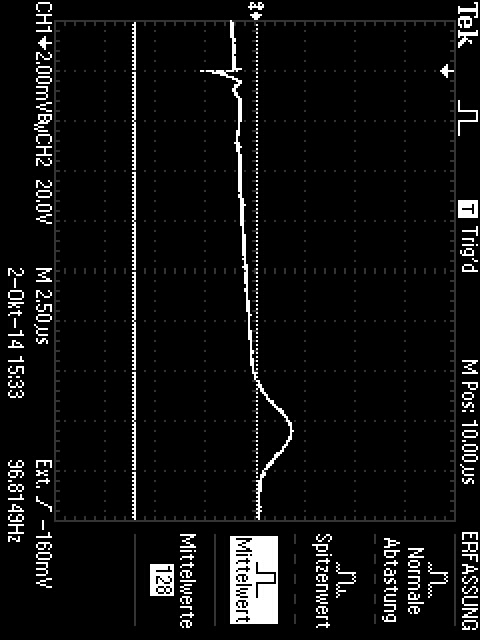 Tek
T Trig'd
M Pos: 10.00µs
ERFASSUNG
Normale
Abtastung
Spitzenwert
Mittelwert
Mittelwerte
128
CH1 2.00mVBW CH2 20.0V M 2.50µs Ext. -160mV
2-Okt-14 15:33 96.8149Hz